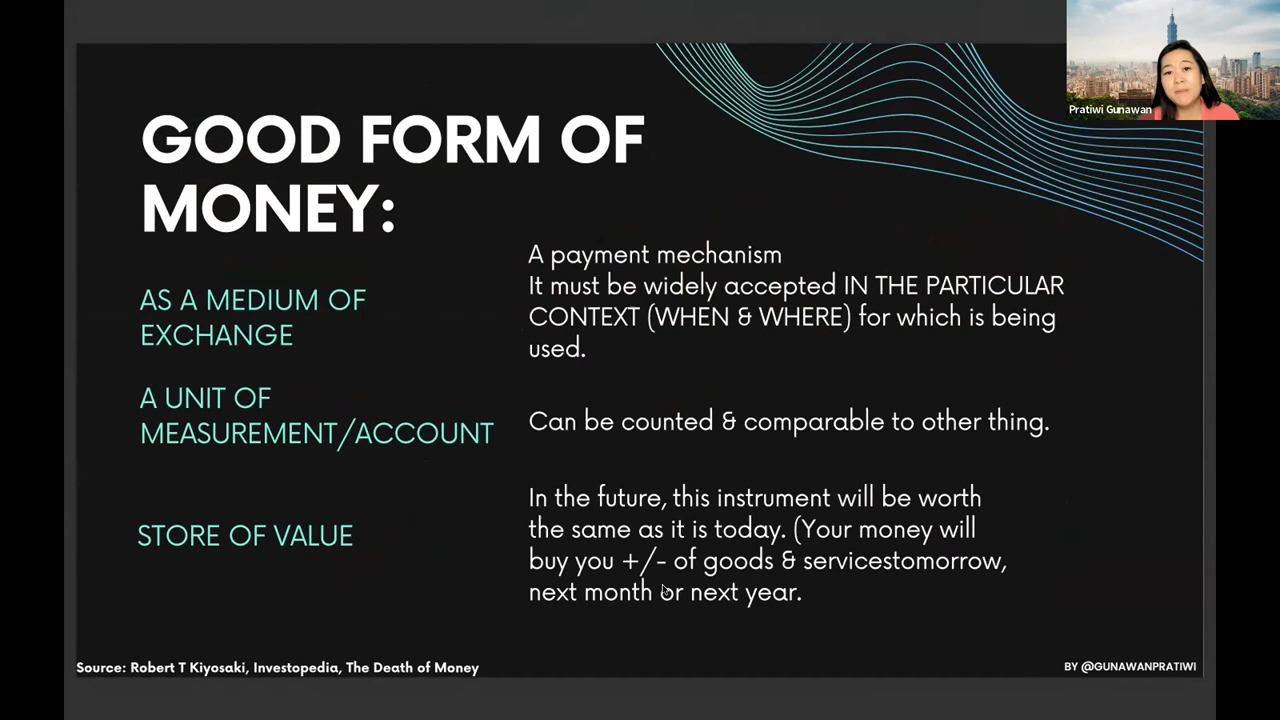 Pratiwi Gunawan
GOOD FORM OF
MONEY:
AS A MEDIUM OF
EXCHANGE
A payment mechanism
It must be widely accepted IN THE PARTICULAR
CONTEXT (WHEN & WHERE) for which is being
used.
A UNIT OF
MEASUREMENT/ACCOUNT
Can be counted & comparable to other thing.
STORE OF VALUE
In the future, this instrument will be worth
the same as it is today. (Your money will
buy you +/- of goods & servicestomorrow,
next month or next year.
Source: Robert T Kiyosaki, Investopedia, The Death of Money
BY @GUNAWANPRATIWI